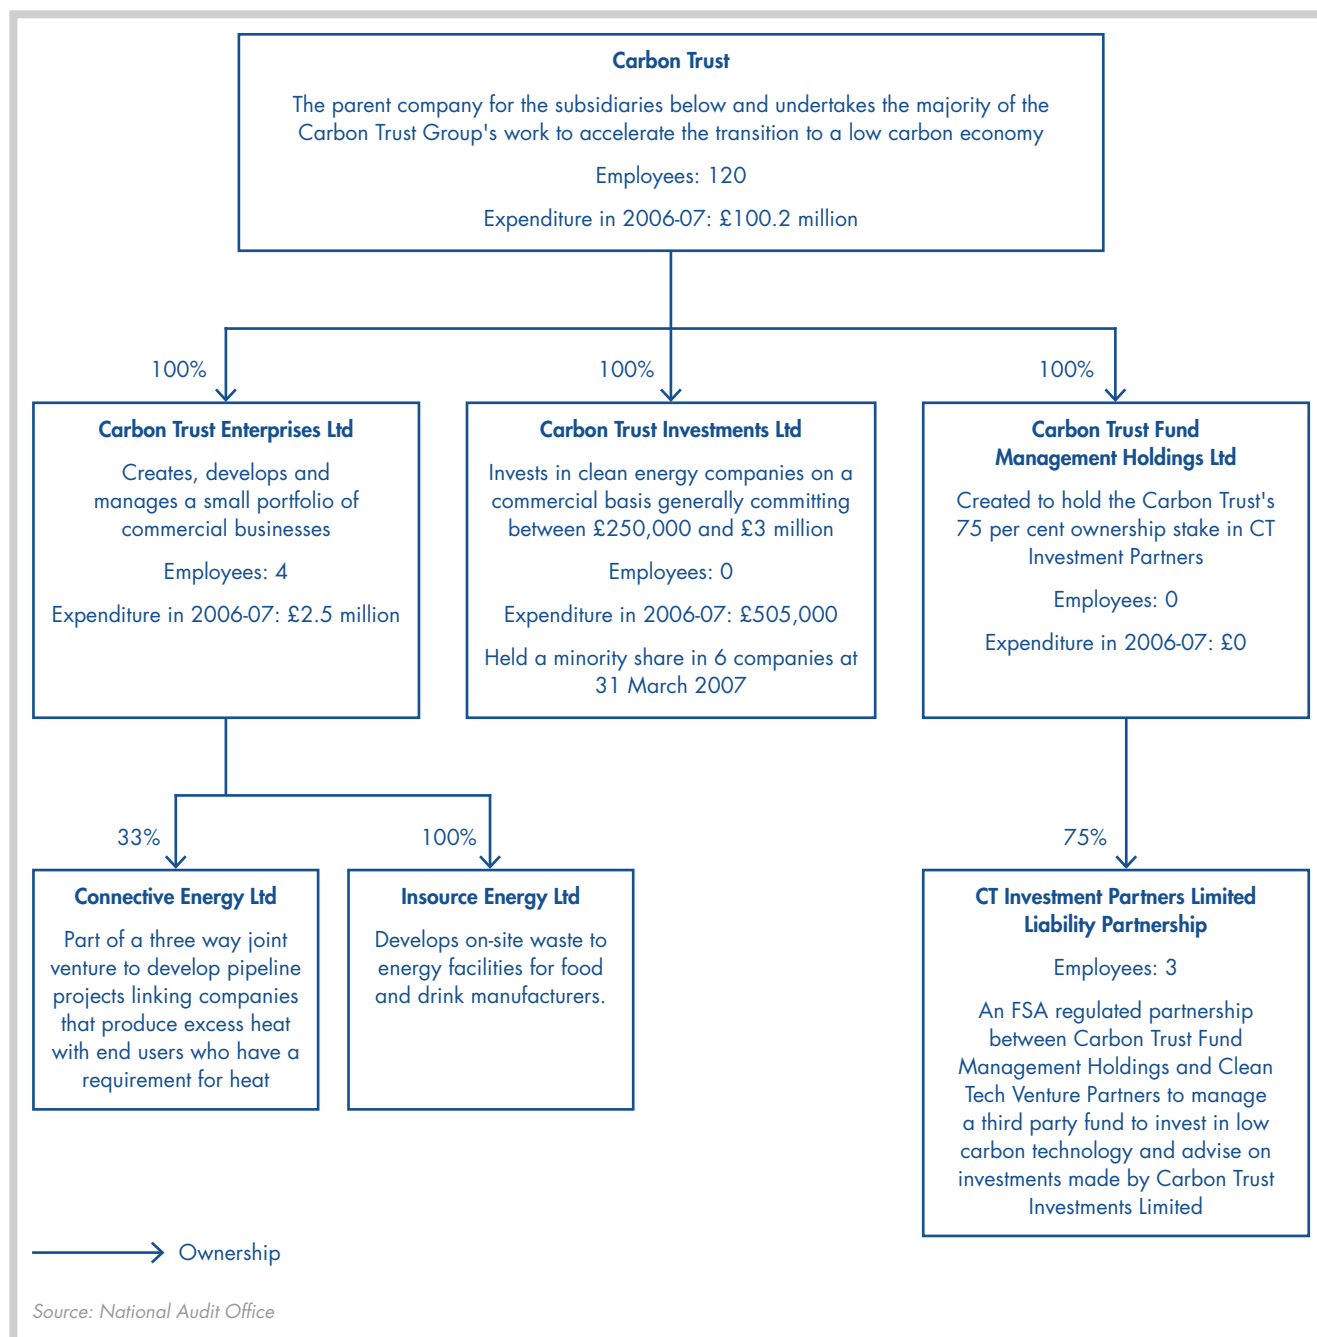 Carbon Trust
The parent company for the subsidiaries below and undertakes the majority of the
Carbon Trust Group's work to accelerate the transition to a low carbon economy
Employees: 120
Expenditure in 2006-07: £100.2 million
100%
100%
100%
Carbon Trust Enterprises Ltd
Creates, develops and
manages a small portfolio of
commercial businesses
Employees: 4
Expenditure in 2006-07: £2.5 million
Carbon Trust Investments Ltd
Invests in clean energy companies on a
commercial basis generally committing
between £250,000 and £3 million
Employees: 0
Expenditure in 2006-07: £505,000
Held a minority share in 6 companies at
31 March 2007
Carbon Trust Fund
Management Holdings Ltd
Created to hold the Carbon Trust's
75 per cent ownership stake in CT
Investment Partners
Employees: 0
Expenditure in 2006-07: £0
33%
100%
75%
Connective Energy Ltd
Part of a three way joint
venture to develop pipeline
projects linking companies
that produce excess heat
with end users who have a
requirement for heat
Insource Energy Ltd
Develops on-site waste to
energy facilities for food
and drink manufacturers.
CT Investment Partners Limited
Liability Partnership
Employees: 3
An FSA regulated partnership
between Carbon Trust Fund
Management Holdings and Clean
Tech Venture Partners to manage
a third party fund to invest in low
carbon technology and advise on
investments made by Carbon Trust
Investments Limited
Ownership
Source: National Audit Office